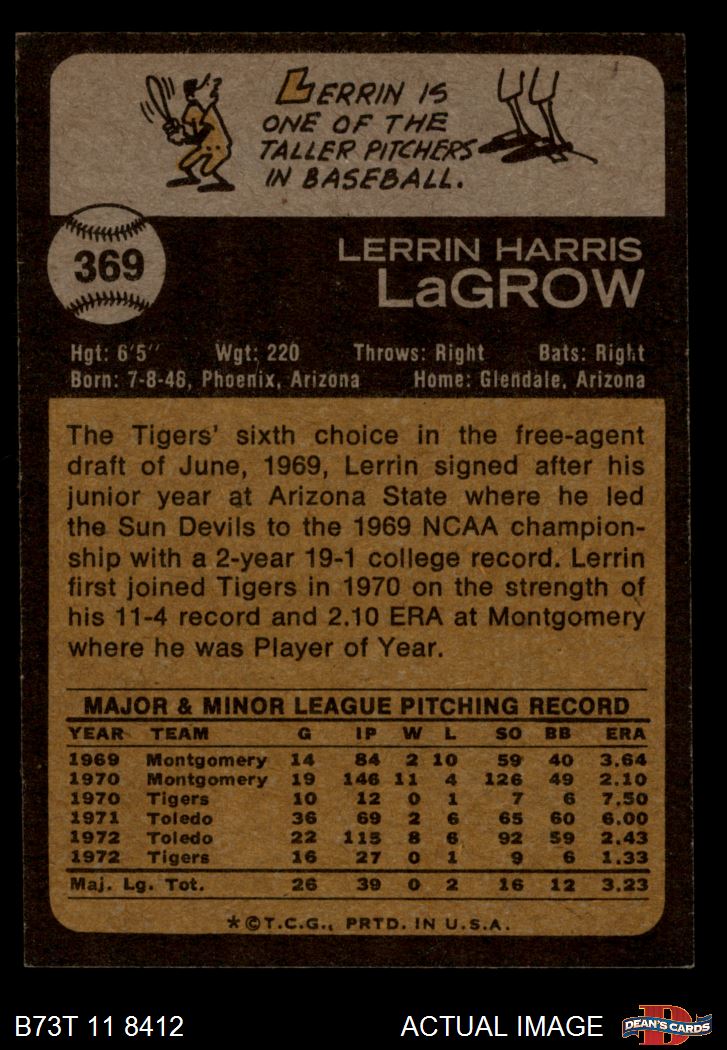 LERRIN IS
ONE OF THE
TALLER PITCHERS
IN BASEBALL.
369
LERRIN HARRIS
LaGROW
Hgt: 6'5" Wgt: 220 Throws: Right Bats: Right
Born: 7-8-48, Phoenix, Arizona Home: Glendale, Arizona
The Tigers' sixth choice in the free-agent
draft of June, 1969, Lerrin signed after his
junior year at Arizona State where he led
the Sun Devils to the 1969 NCAA champion-
ship with a 2-year 19-1 college record. Lerrin
first joined Tigers in 1970 on the strength of
his 11-4 record and 2.10 ERA at Montgomery
where he was Player of Year.
MAJOR & MINOR LEAGUE PITCHING RECORD
YEAR TEAM G IP W L SO BB ERA
1969 Montgomery 14 84 2 10 59 40 3.64
1970 Montgomery 19 146 11 4 126 49 2.10
1970 Tigers 10 12 0 1 7 6 7.50
1971 Toledo 36 69 2 6 65 60 6.00
1972 Toledo 22 115 8 6 92 59 2.43
1972 Tigers 16 27 0 1 9 6 1.33
Maj. Lg. Tot. 26 39 0 2 16 12 3.23
*©T.C.G., PRTD. IN U.S.A.
B73T 11 8412 ACTUAL IMAGE D DEAN'S CARDS